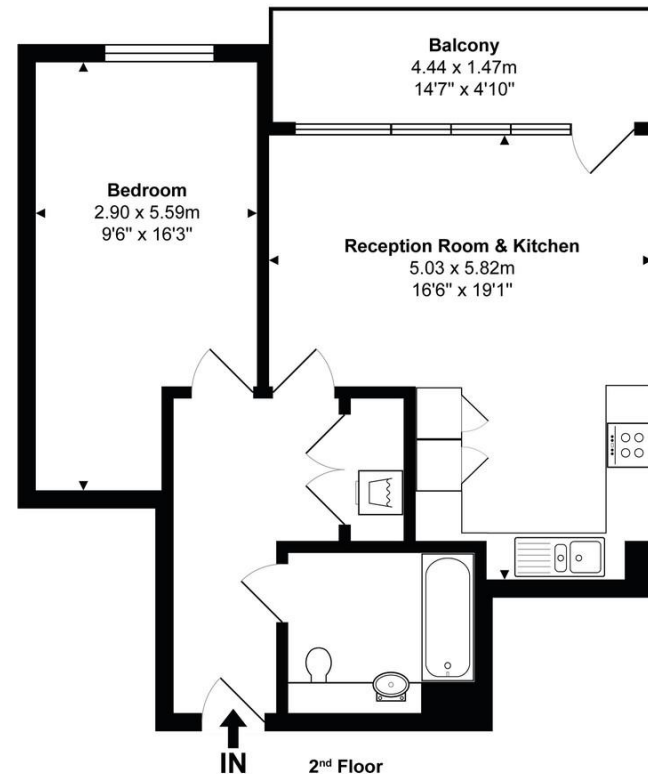 Balcony
4.44 x 1.47m
14'7" x 4'10"
Bedroom
2.90 x 5.59m
9'6" x 16'3"
Reception Room & Kitchen
5.03 x 5.82m
16'6" x 19'1"
IN
2nd Floor